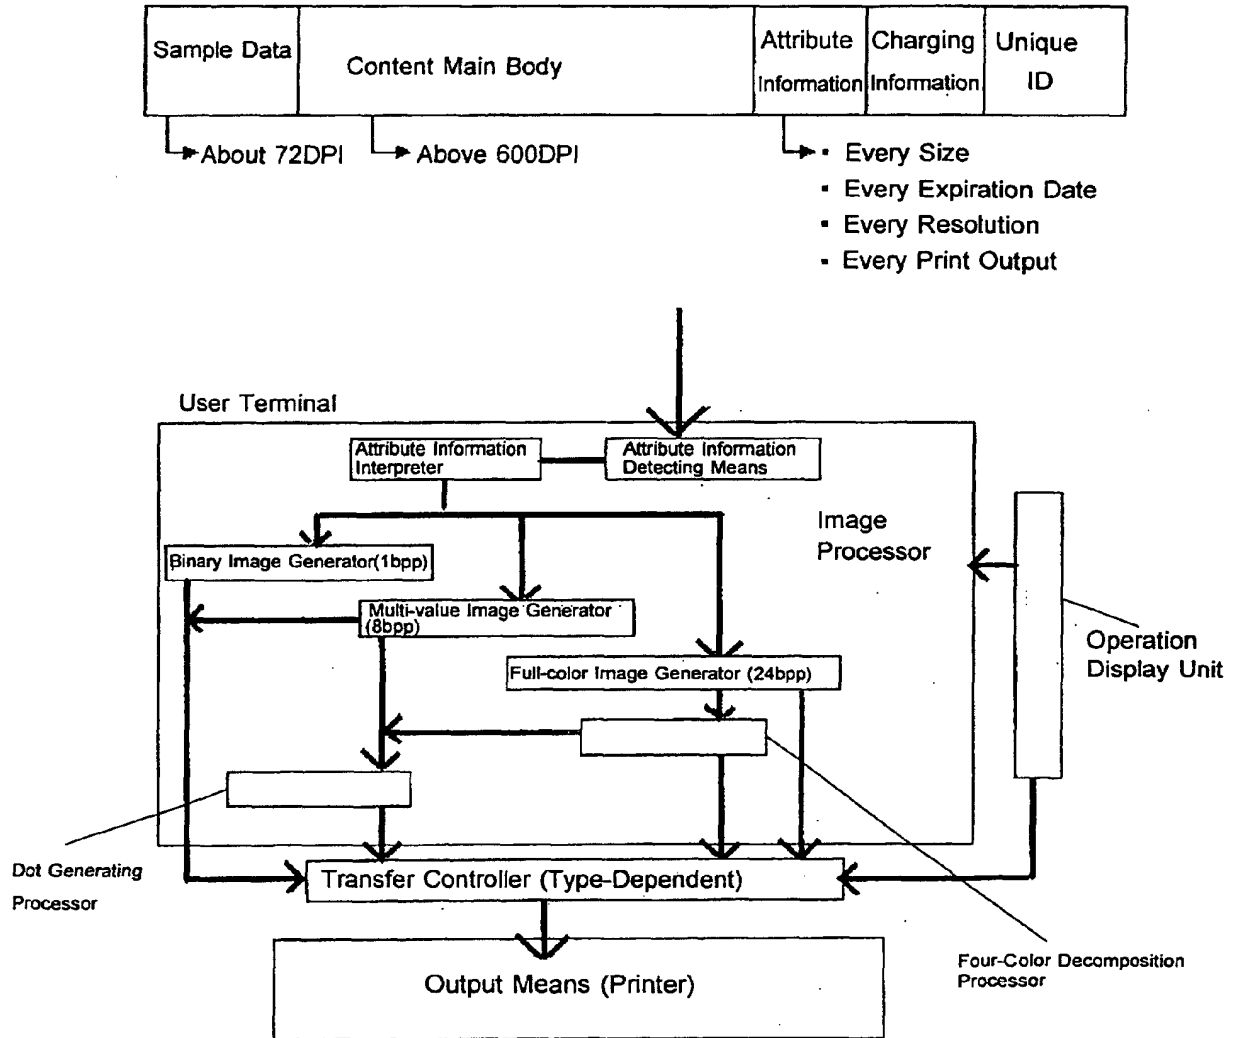 Sample Data
Content Main Body
Attribute
Information
Charging
Information
Unique
ID
About 72DPI
Above 600DPI
▪ Every Size
▪ Every Expiration Date
▪ Every Resolution
▪ Every Print Output
User Terminal
Attribute Information
Interpreter
Attribute Information
Detecting Means
Image
Processor
Binary Image Generator(1bpp)
Multi-value Image Generator
(8bpp)
Full-color Image Generator (24bpp)
Operation
Display Unit
Dot Generating
Processor
Transfer Controller (Type-Dependent)
Four-Color Decomposition
Processor
Output Means (Printer)